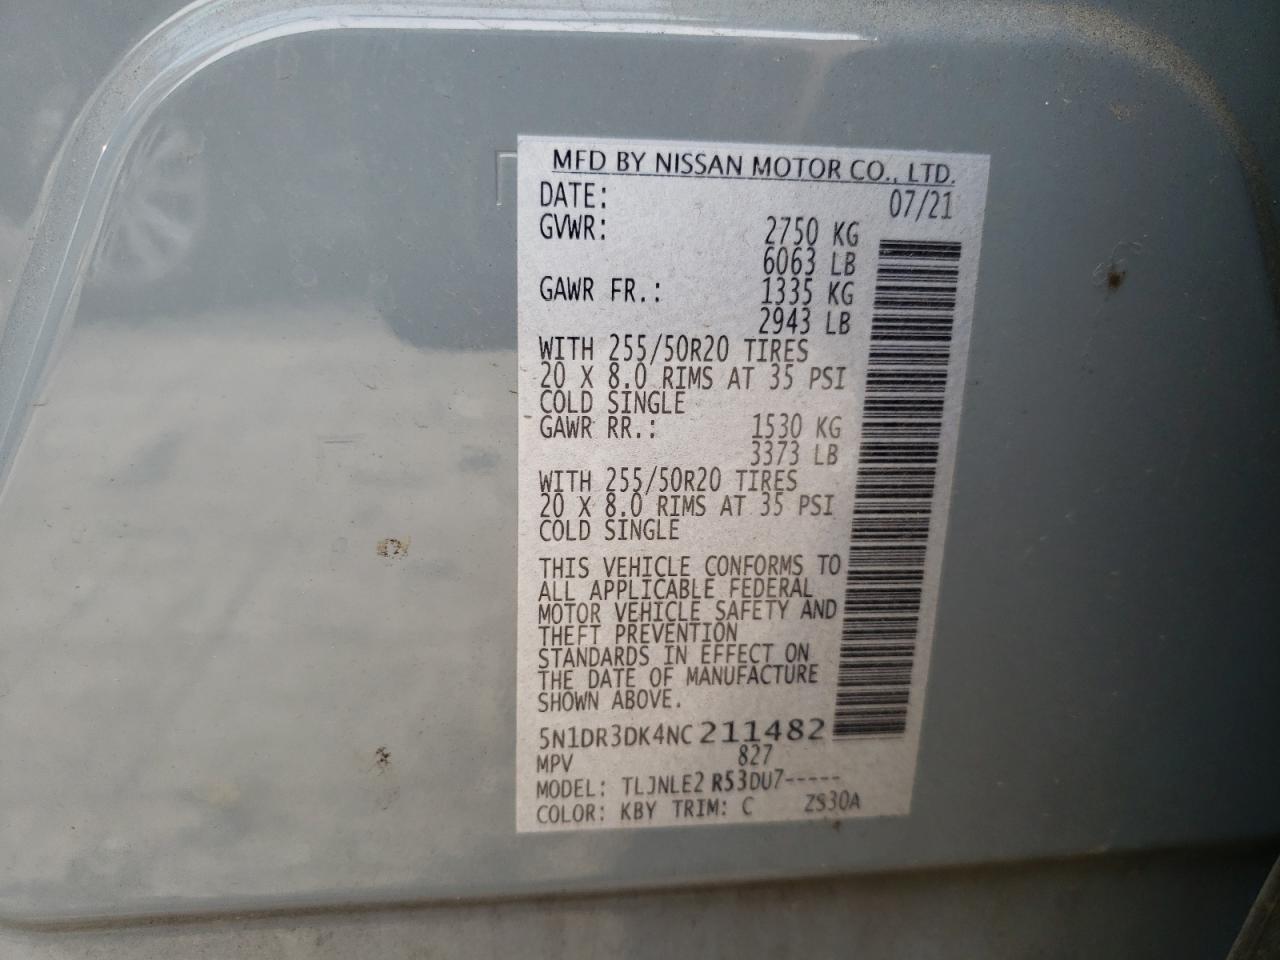 MFD BY NISSAN MOTOR CO., LTD.
DATE: 07/21
GVWR: 2750 KG
6063 LB
GAWR FR.: 1335 KG
2943 LB
WITH 255/50R20 TIRES
20 X 8.0 RIMS AT 35 PSI
COLD SINGLE
GAWR RR.: 1530 KG
3373 LB
WITH 255/50R20 TIRES
20 X 8.0 RIMS AT 35 PSI
COLD SINGLE
THIS VEHICLE CONFORMS TO
ALL APPLICABLE FEDERAL
MOTOR VEHICLE SAFETY AND
THEFT PREVENTION
STANDARDS IN EFFECT ON
THE DATE OF MANUFACTURE
SHOWN ABOVE.
5N1DR3DK4NC211482
MPV 827
MODEL: TLJNLE2 R53DU7-----
COLOR: KBY TRIM: C ZS30A